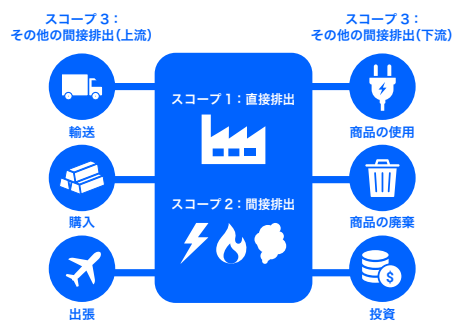 スコープ3：
その他の間接排出（上流）
輸送
購入
出張
スコープ1：直接排出
スコープ2：間接排出
スコープ3：
その他の間接排出（下流）
商品の使用
商品の廃棄
$
投資